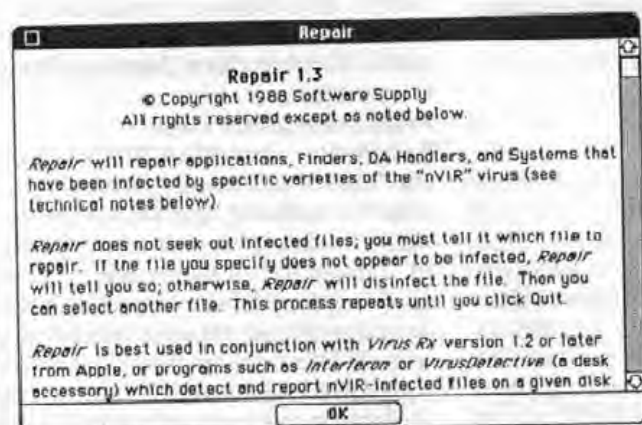 Repair
Repair 1.3
© Copyright 1988 Software Supply
All rights reserved except as noted below.
Repair will repair applications, Finders, DA Handlers, and Systems that
have been infected by specific varieties of the "nVIR" virus (see
technical notes below).
Repair does not seek out infected files; you must tell it which file to
repair. If the file you specify does not appear to be infected, Repair
will tell you so; otherwise, Repair will disinfect the file. Then you
can select another file. This process repeats until you click Quit.
Repair is best used in conjunction with Virus Rx version 1.2 or later
from Apple, or programs such as Interferon or VirusDetective (a desk
accessory) which detect and report nVIR-infected files on a given disk.
OK